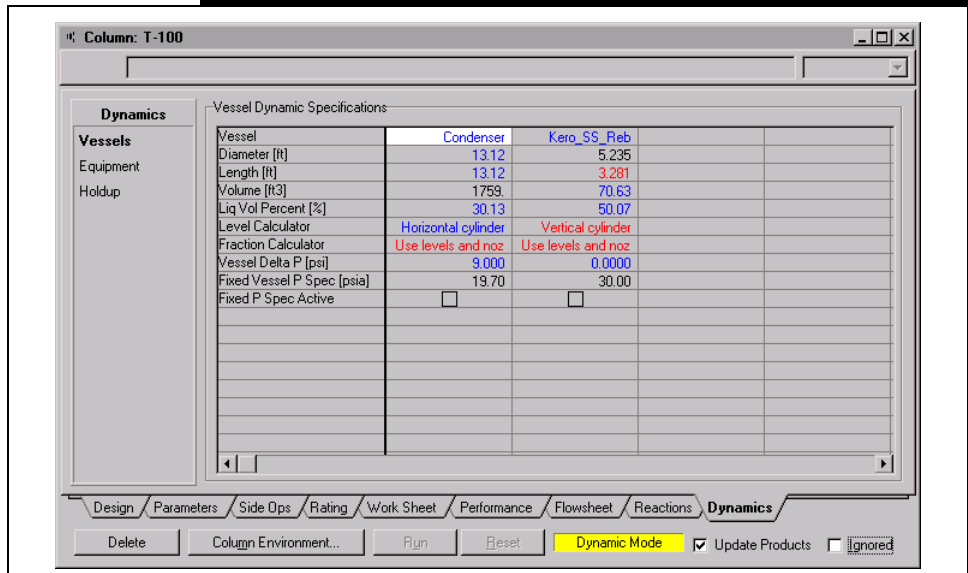 Column: T-100
Dynamics
Vessels
Equipment
Holdup
Vessel Dynamic Specifications
Vessel Condenser Kero_SS_Reb
Diameter [ft] 13.12 5.235
Length [ft] 13.12 3.281
Volume [ft3] 1759. 70.63
Liq Vol Percent [%] 30.13 50.07
Level Calculator Horizontal cylinder Vertical cylinder
Fraction Calculator Use levels and noz Use levels and noz
Vessel Delta P [psi] 9.000 0.0000
Fixed Vessel P Spec [psia] 19.70 30.00
Fixed P Spec Active
Design Parameters Side Ops Rating Work Sheet Performance Flowsheet Reactions Dynamics
Delete Column Environment... Run Reset Dynamic Mode Update Products Ignored